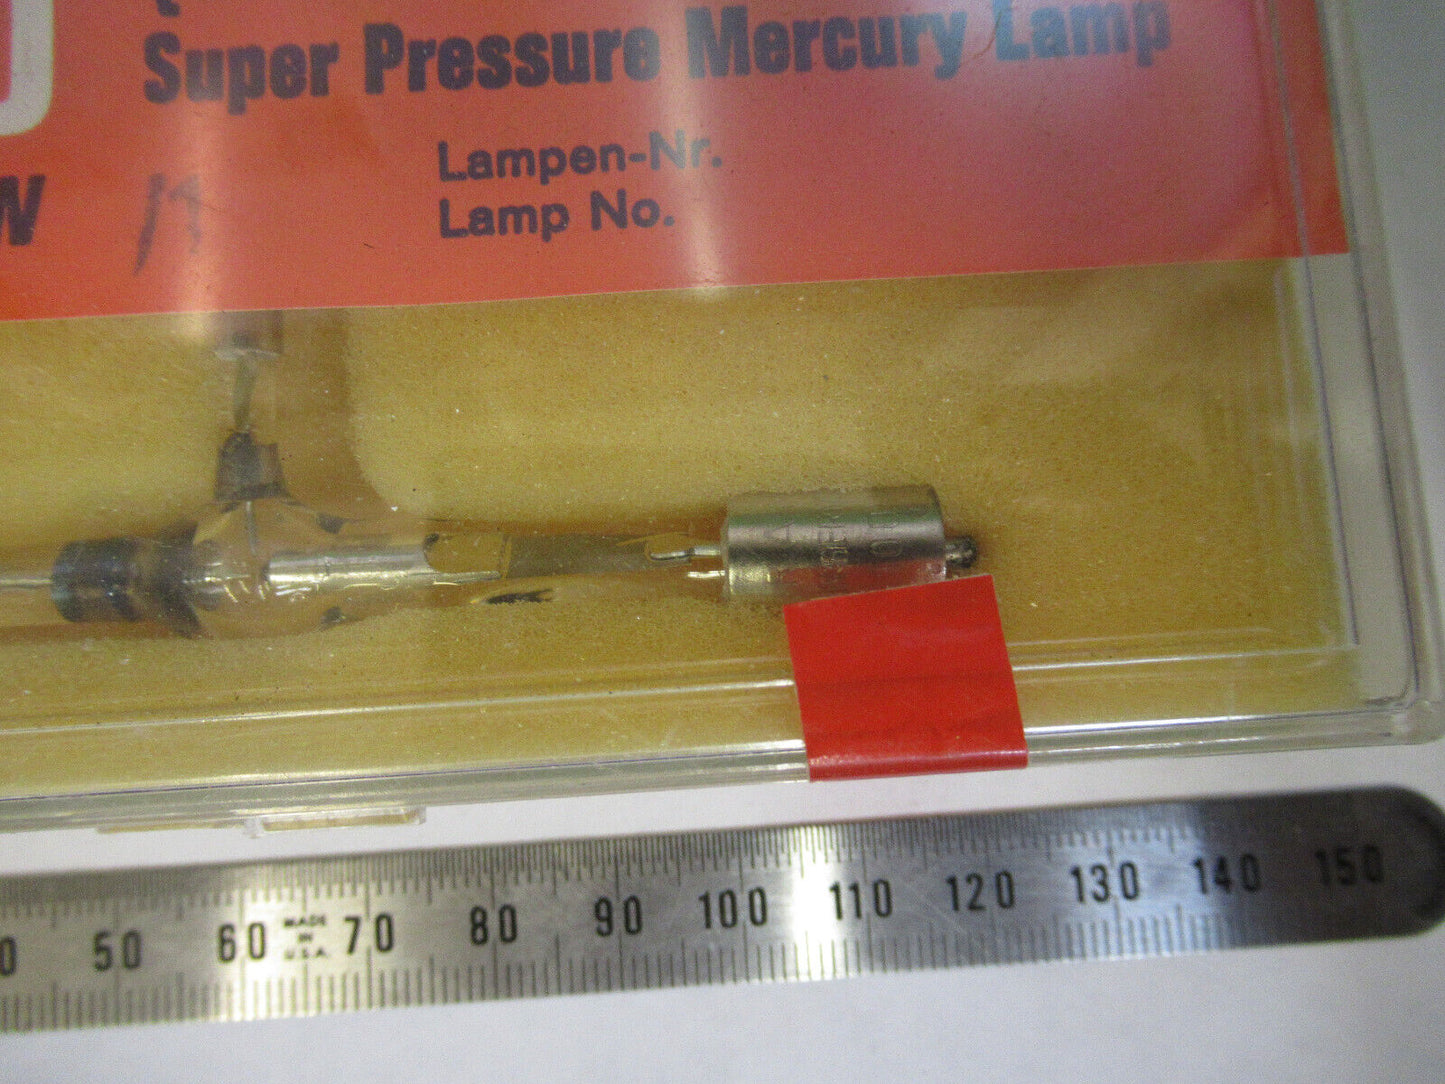 Super Pressure Mercury Lamp
Lampen-Nr.
W
Lamp No.
50 60 MADE IN U.S.A. 70 80 90 100 110 120 130 140 150